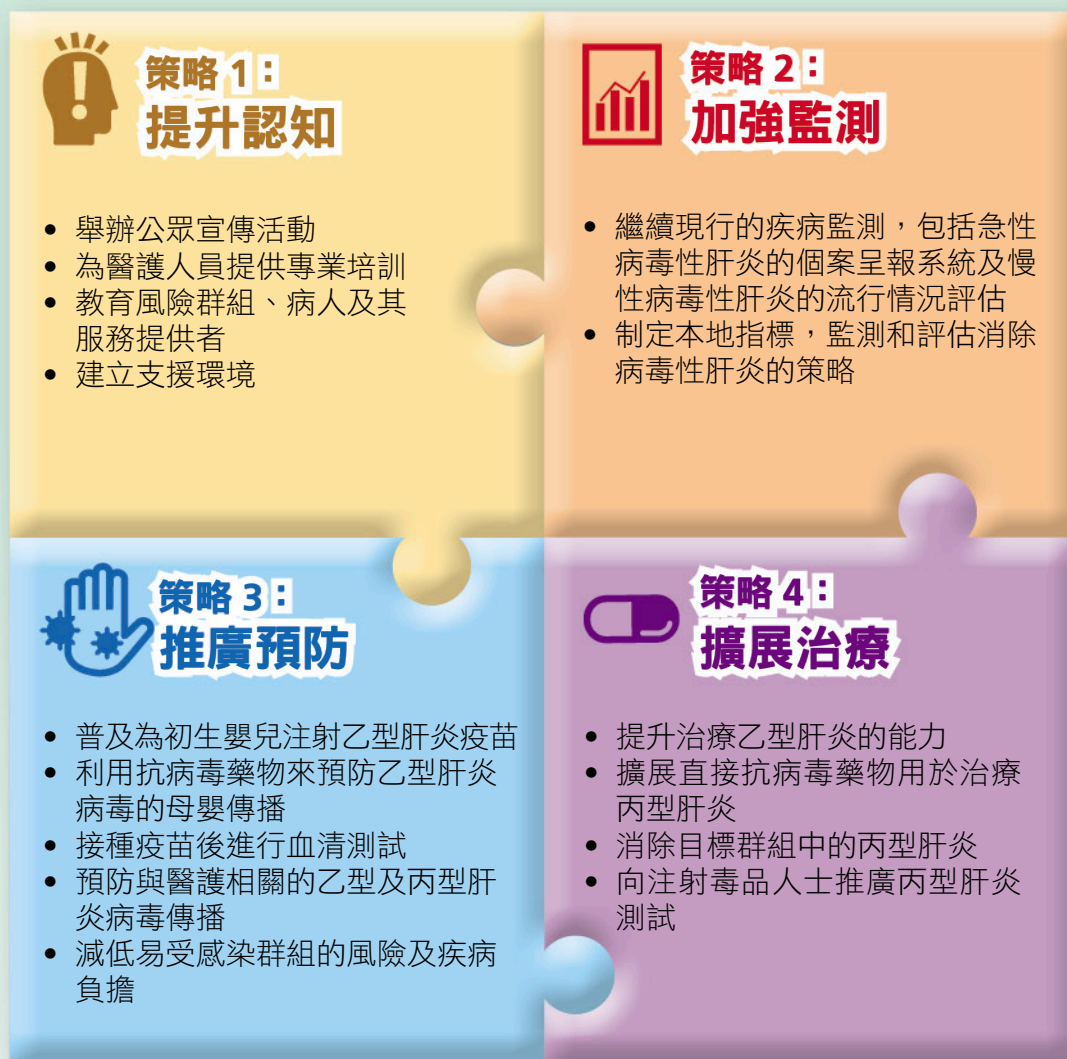 策略 1：
提升認知
• 舉辦公眾宣傳活動
• 為醫護人員提供專業培訓
• 教育風險群組、病人及其
服務提供者
• 建立支援環境
策略 2：
加強監測
• 繼續現行的疾病監測，包括急性
病毒性肝炎的個案呈報系統及慢
性病毒性肝炎的流行情況評估
• 制定本地指標，監測和評估消除
病毒性肝炎的策略
策略 3：
推廣預防
• 普及為初生嬰兒注射乙型肝炎疫苗
• 利用抗病毒藥物來預防乙型肝炎
病毒的母嬰傳播
• 接種疫苗後進行血清測試
• 預防與醫護相關的乙型及丙型肝
炎病毒傳播
• 減低易受感染群組的風險及疾病
負擔
策略 4：
擴展治療
• 提升治療乙型肝炎的能力
• 擴展直接抗病毒藥物用於治療
丙型肝炎
• 消除目標群組中的丙型肝炎
• 向注射毒品人士推廣丙型肝炎
測試